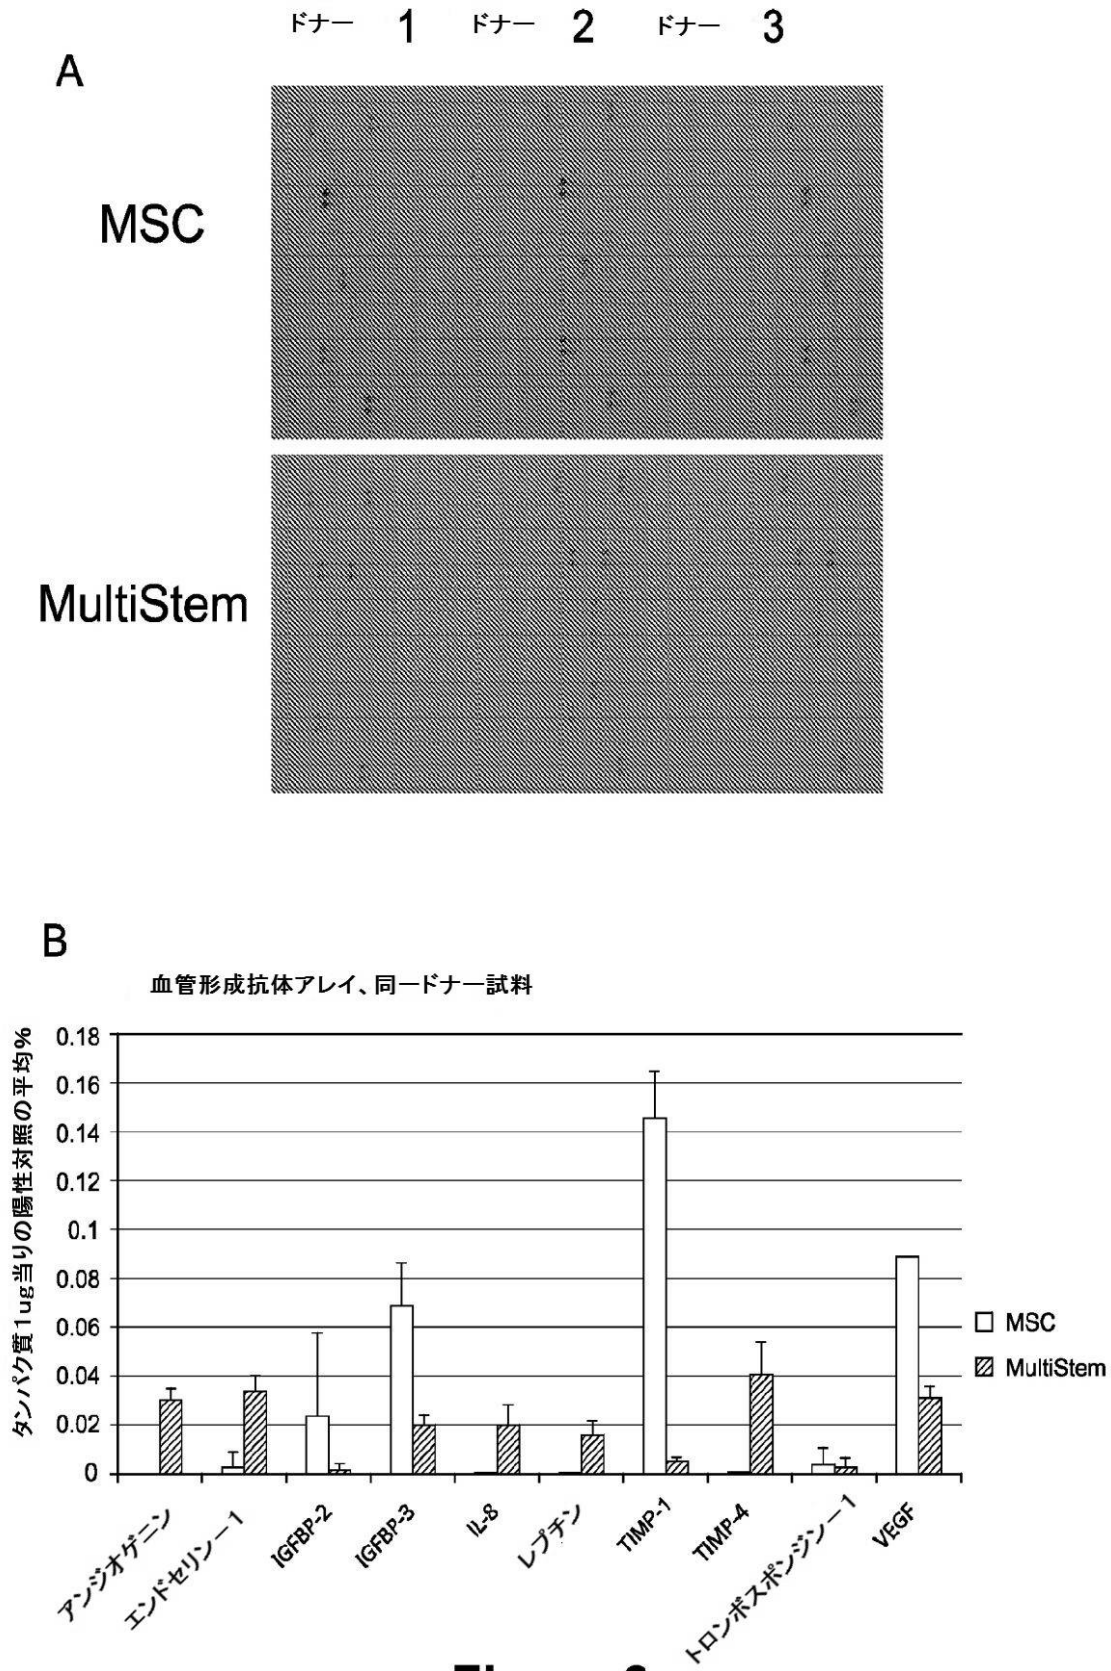 ドナー 1 ドナー 2 ドナー 3
A
MSC
MultiStem
B
血管形成抗体アレイ、同一ドナー試料
タンパク質1ug当りの陽性対照の平均%
0.18
0.16
0.14
0.12
0.1
0.08
0.06
0.04
0.02
0
MSC
MultiStem
アンジオゲニン
エンドセリン－1
IGFBP-2
IGFBP-3
IL-8
レプチン
TIMP-1
TIMP-4
トロンボスポンジン－1
VEGF